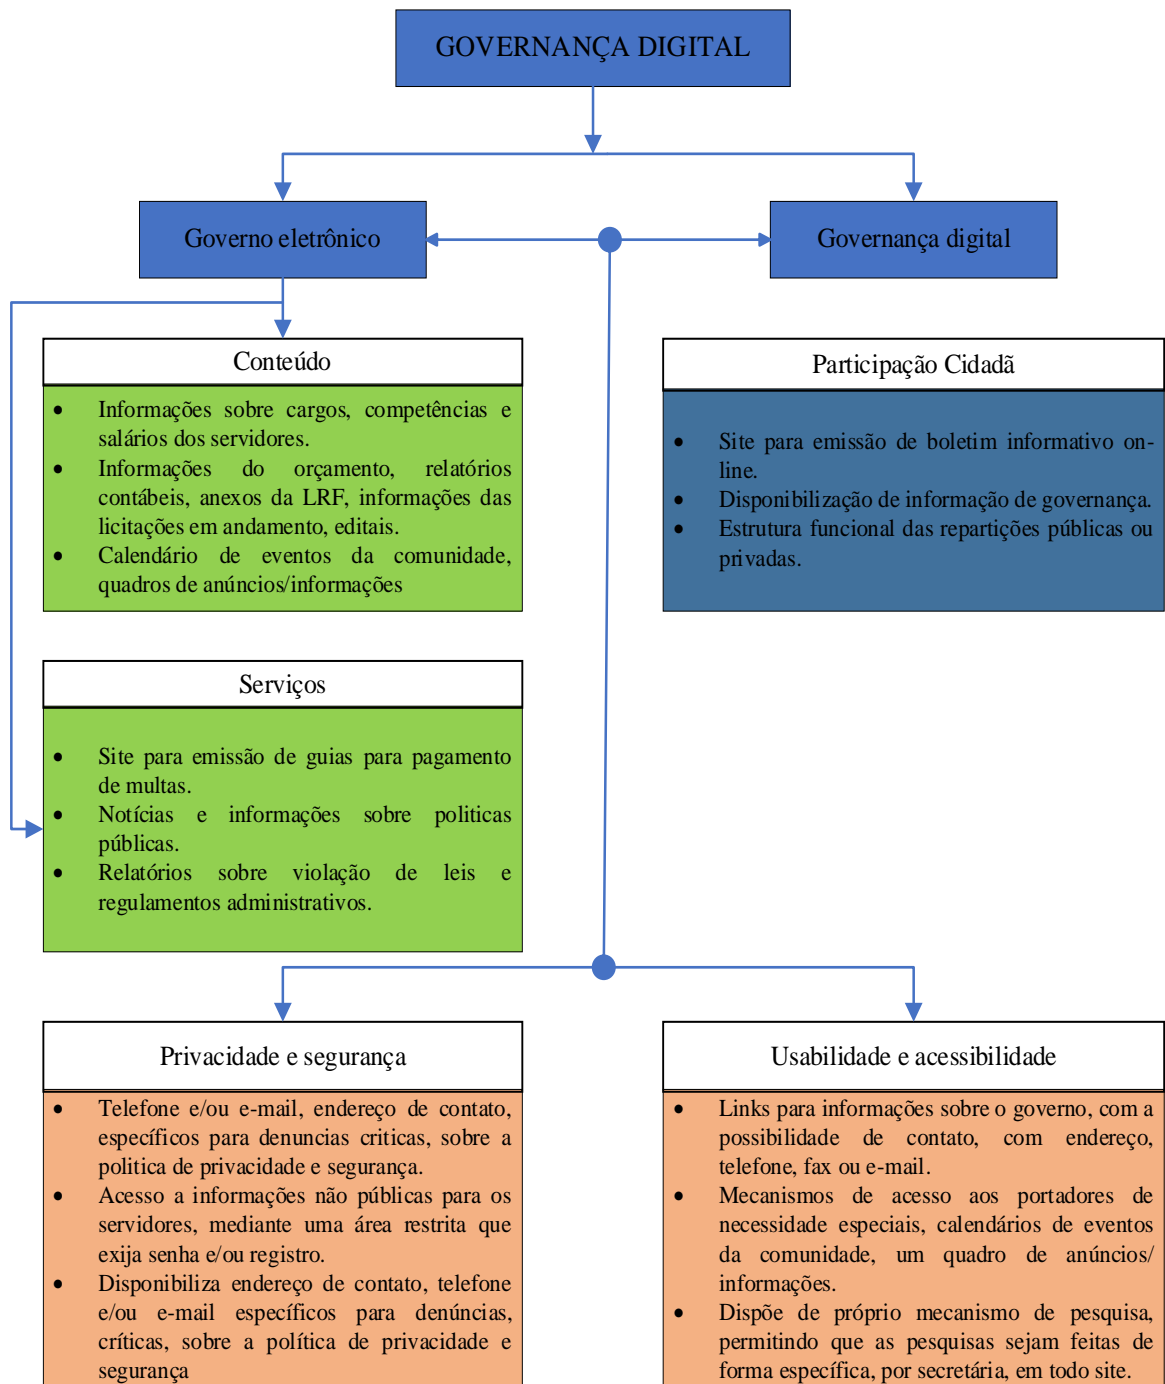 GOVERNANÇA DIGITAL
Governo eletrônico
Governança digital
Conteúdo
• Informações sobre cargos, competências e
salários dos servidores.
• Informações do orçamento, relatórios
contábeis, anexos da LRF, informações das
licitações em andamento, editais.
• Calendário de eventos da comunidade,
quadros de anúncios/informações
Participação Cidadã
• Site para emissão de boletim informativo on-
line.
• Disponibilização de informação de governança.
• Estrutura funcional das repartições públicas ou
privadas.
Serviços
• Site para emissão de guias para pagamento
de multas.
• Notícias e informações sobre politicas
públicas.
• Relatórios sobre violação de leis e
regulamentos administrativos.
Privacidade e segurança
• Telefone e/ou e-mail, endereço de contato,
específicos para denuncias criticas, sobre a
politica de privacidade e segurança.
• Acesso a informações não públicas para os
servidores, mediante uma área restrita que
exija senha e/ou registro.
• Disponibiliza endereço de contato, telefone
e/ou e-mail específicos para denúncias,
críticas, sobre a política de privacidade e
segurança
Usabilidade e acessibilidade
• Links para informações sobre o governo, com a
possibilidade de contato, com endereço,
telefone, fax ou e-mail.
• Mecanismos de acesso aos portadores de
necessidade especiais, calendários de eventos
da comunidade, um quadro de anúncios/
informações.
• Dispõe de próprio mecanismo de pesquisa,
permitindo que as pesquisas sejam feitas de
forma específica, por secretária, em todo site.